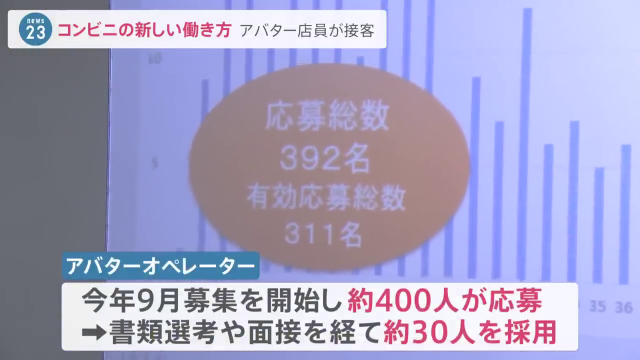 news
23
コンビニの新しい働き方 アバター店員が接客
10
応募総数
392名
5
有効応募総数
311名
35 36
アバターオペレーター
今年9月募集を開始し 約400人が応募
➡書類選考や面接を経て約30人を採用